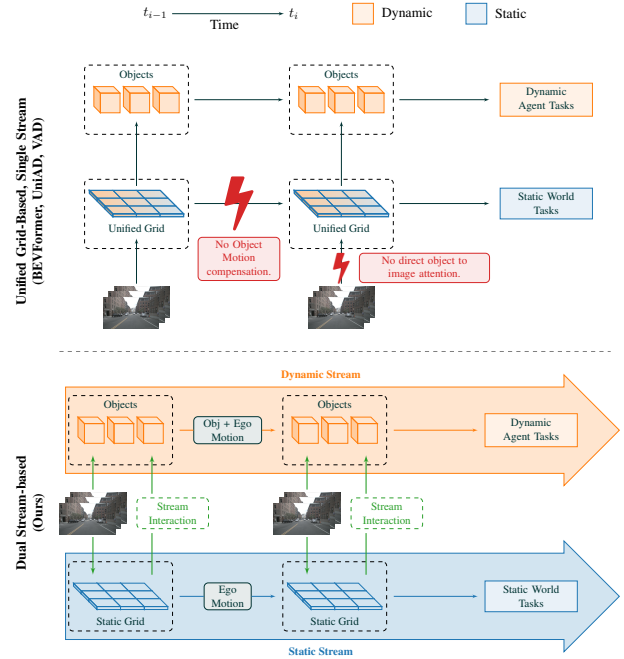 t_{i−1} t_i
Time
Dynamic
Static
Unified Grid-Based, Single Stream
(BEVFormer, UniAD, VAD)
Objects
Objects
Dynamic
Agent Tasks
Unified Grid
Unified Grid
Static World
Tasks
No Object
Motion
compensation.
No direct object to
image attention.
Dual Stream-based
(Ours)
Dynamic Stream
Objects
Obj + Ego
Motion
Objects
Dynamic
Agent Tasks
Stream
Interaction
Stream
Interaction
Static Grid
Ego
Motion
Static Grid
Static World
Tasks
Static Stream